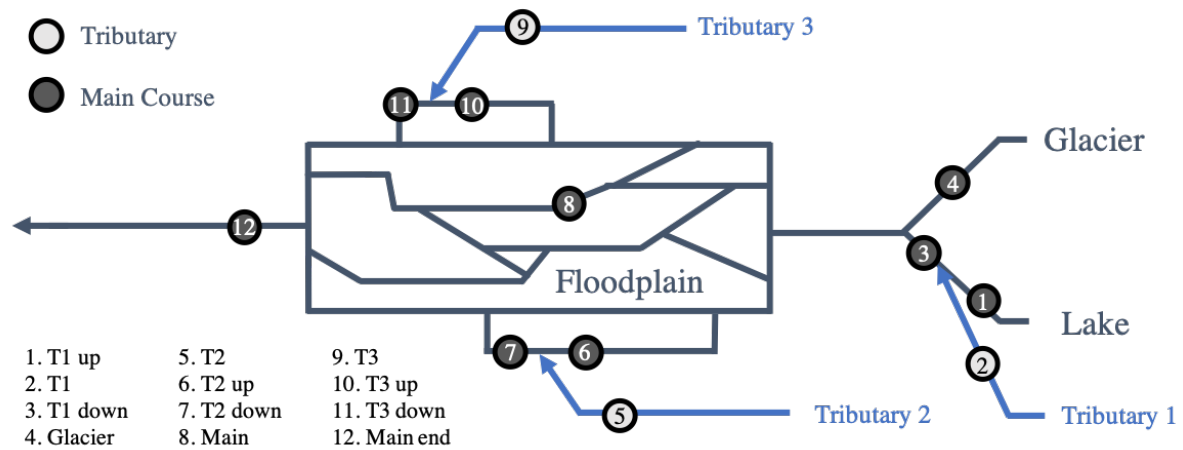 Tributary
Main Course
9
Tributary 3
11
10
Glacier
4
8
12
3
Floodplain
1
Lake
7
6
2
5
Tributary 2
Tributary 1
1. T1 up
2. T1
3. T1 down
4. Glacier
5. T2
6. T2 up
7. T2 down
8. Main
9. T3
10. T3 up
11. T3 down
12. Main end